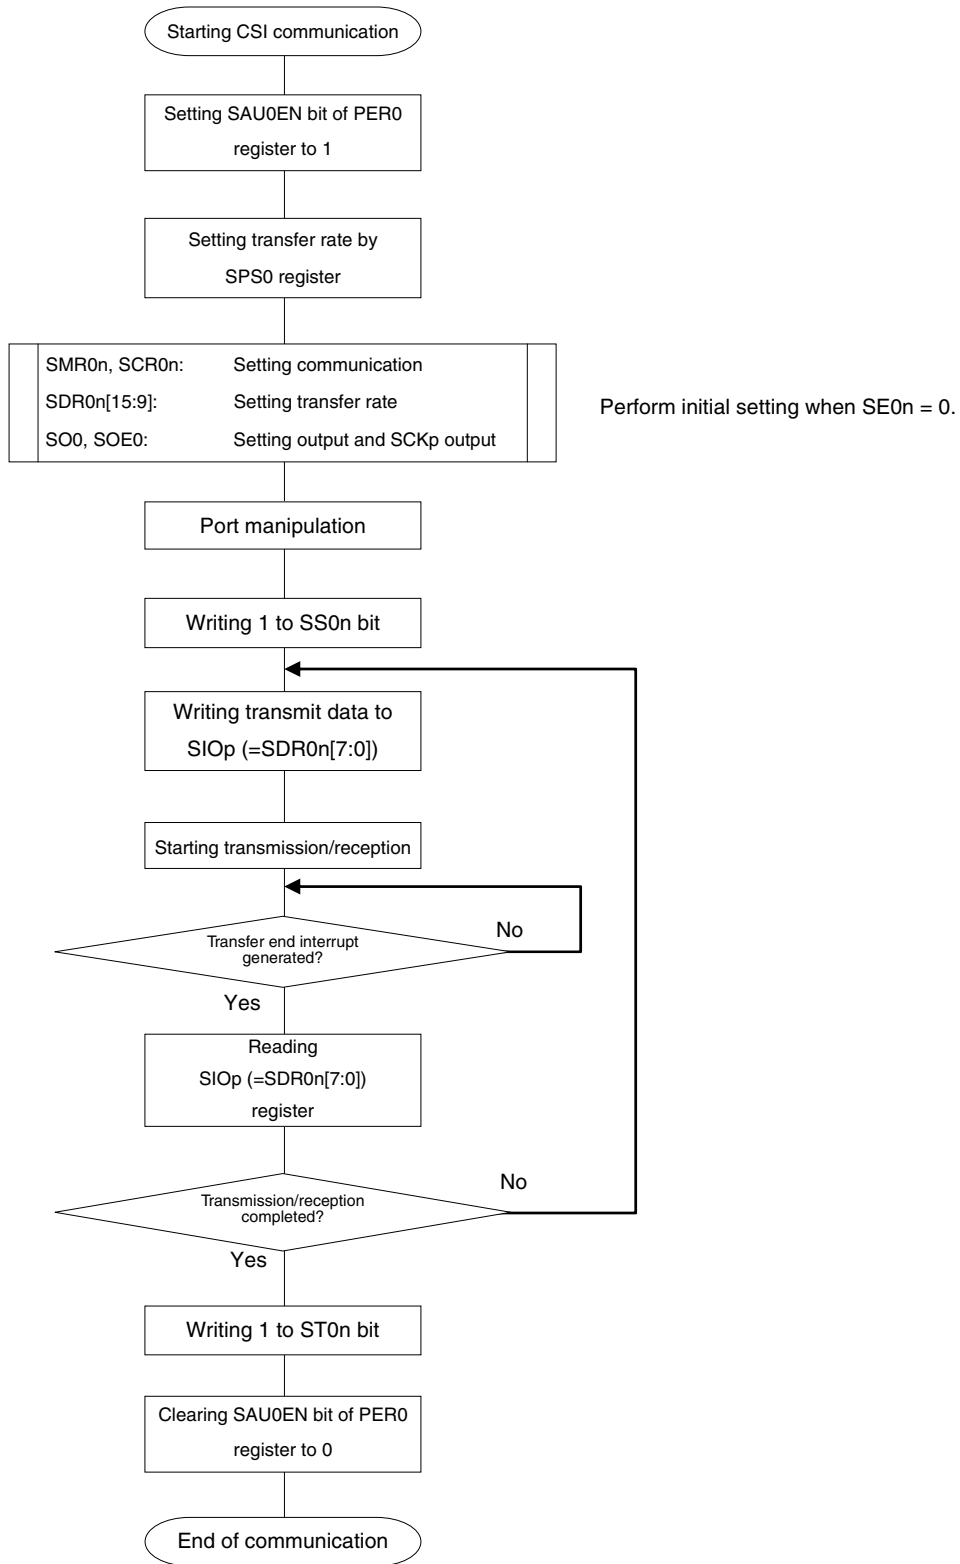 Starting CSI communication
Setting SAU0EN bit of PER0
register to 1
Setting transfer rate by
SPS0 register
SMR0n, SCR0n: Setting communication
SDR0n[15:9]: Setting transfer rate
SO0, SOE0: Setting output and SCKp output
Perform initial setting when SE0n = 0.
Port manipulation
Writing 1 to SS0n bit
Writing transmit data to
SIOp (=SDR0n[7:0])
Starting transmission/reception
Transfer end interrupt
generated?
No
Yes
Reading
SIOp (=SDR0n[7:0])
register
Transmission/reception
completed?
No
Yes
Writing 1 to ST0n bit
Clearing SAU0EN bit of PER0
register to 0
End of communication